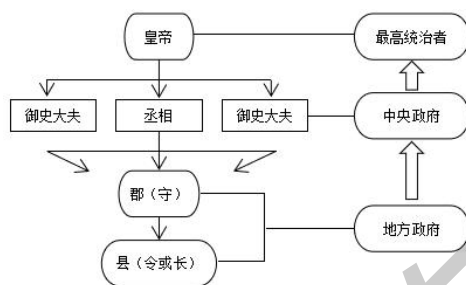 皇帝
最高统治者
御史大夫
丞相
御史大夫
中央政府
郡（守）
地方政府
县（令或长）